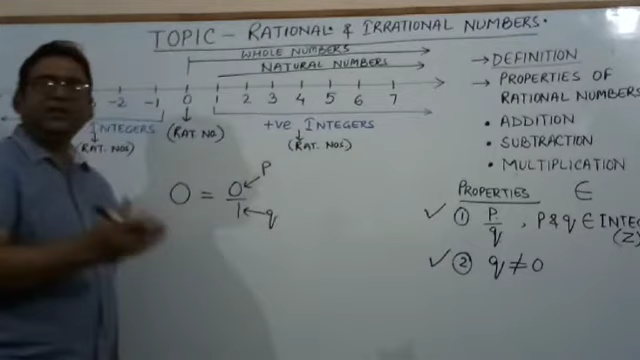 TOPIC - RATIONAL & IRRATIONAL NUMBERS.
WHOLE NUMBERS
NATURAL NUMBERS
-2 -1 0 1 2 3 4 5 6 7
INTEGERS
(RAT. NOS)
(RAT NO.)
+ve INTEGERS
(RAT. NOS)
0 = 0/1
P
q
→ DEFINITION
→ PROPERTIES OF
RATIONAL NUMBERS
• ADDITION
• SUBTRACTION
• MULTIPLICATION
PROPERTIES ∈
✓ ① P/q , P & q ∈ INTE
(Z)
✓ ② q ≠ 0